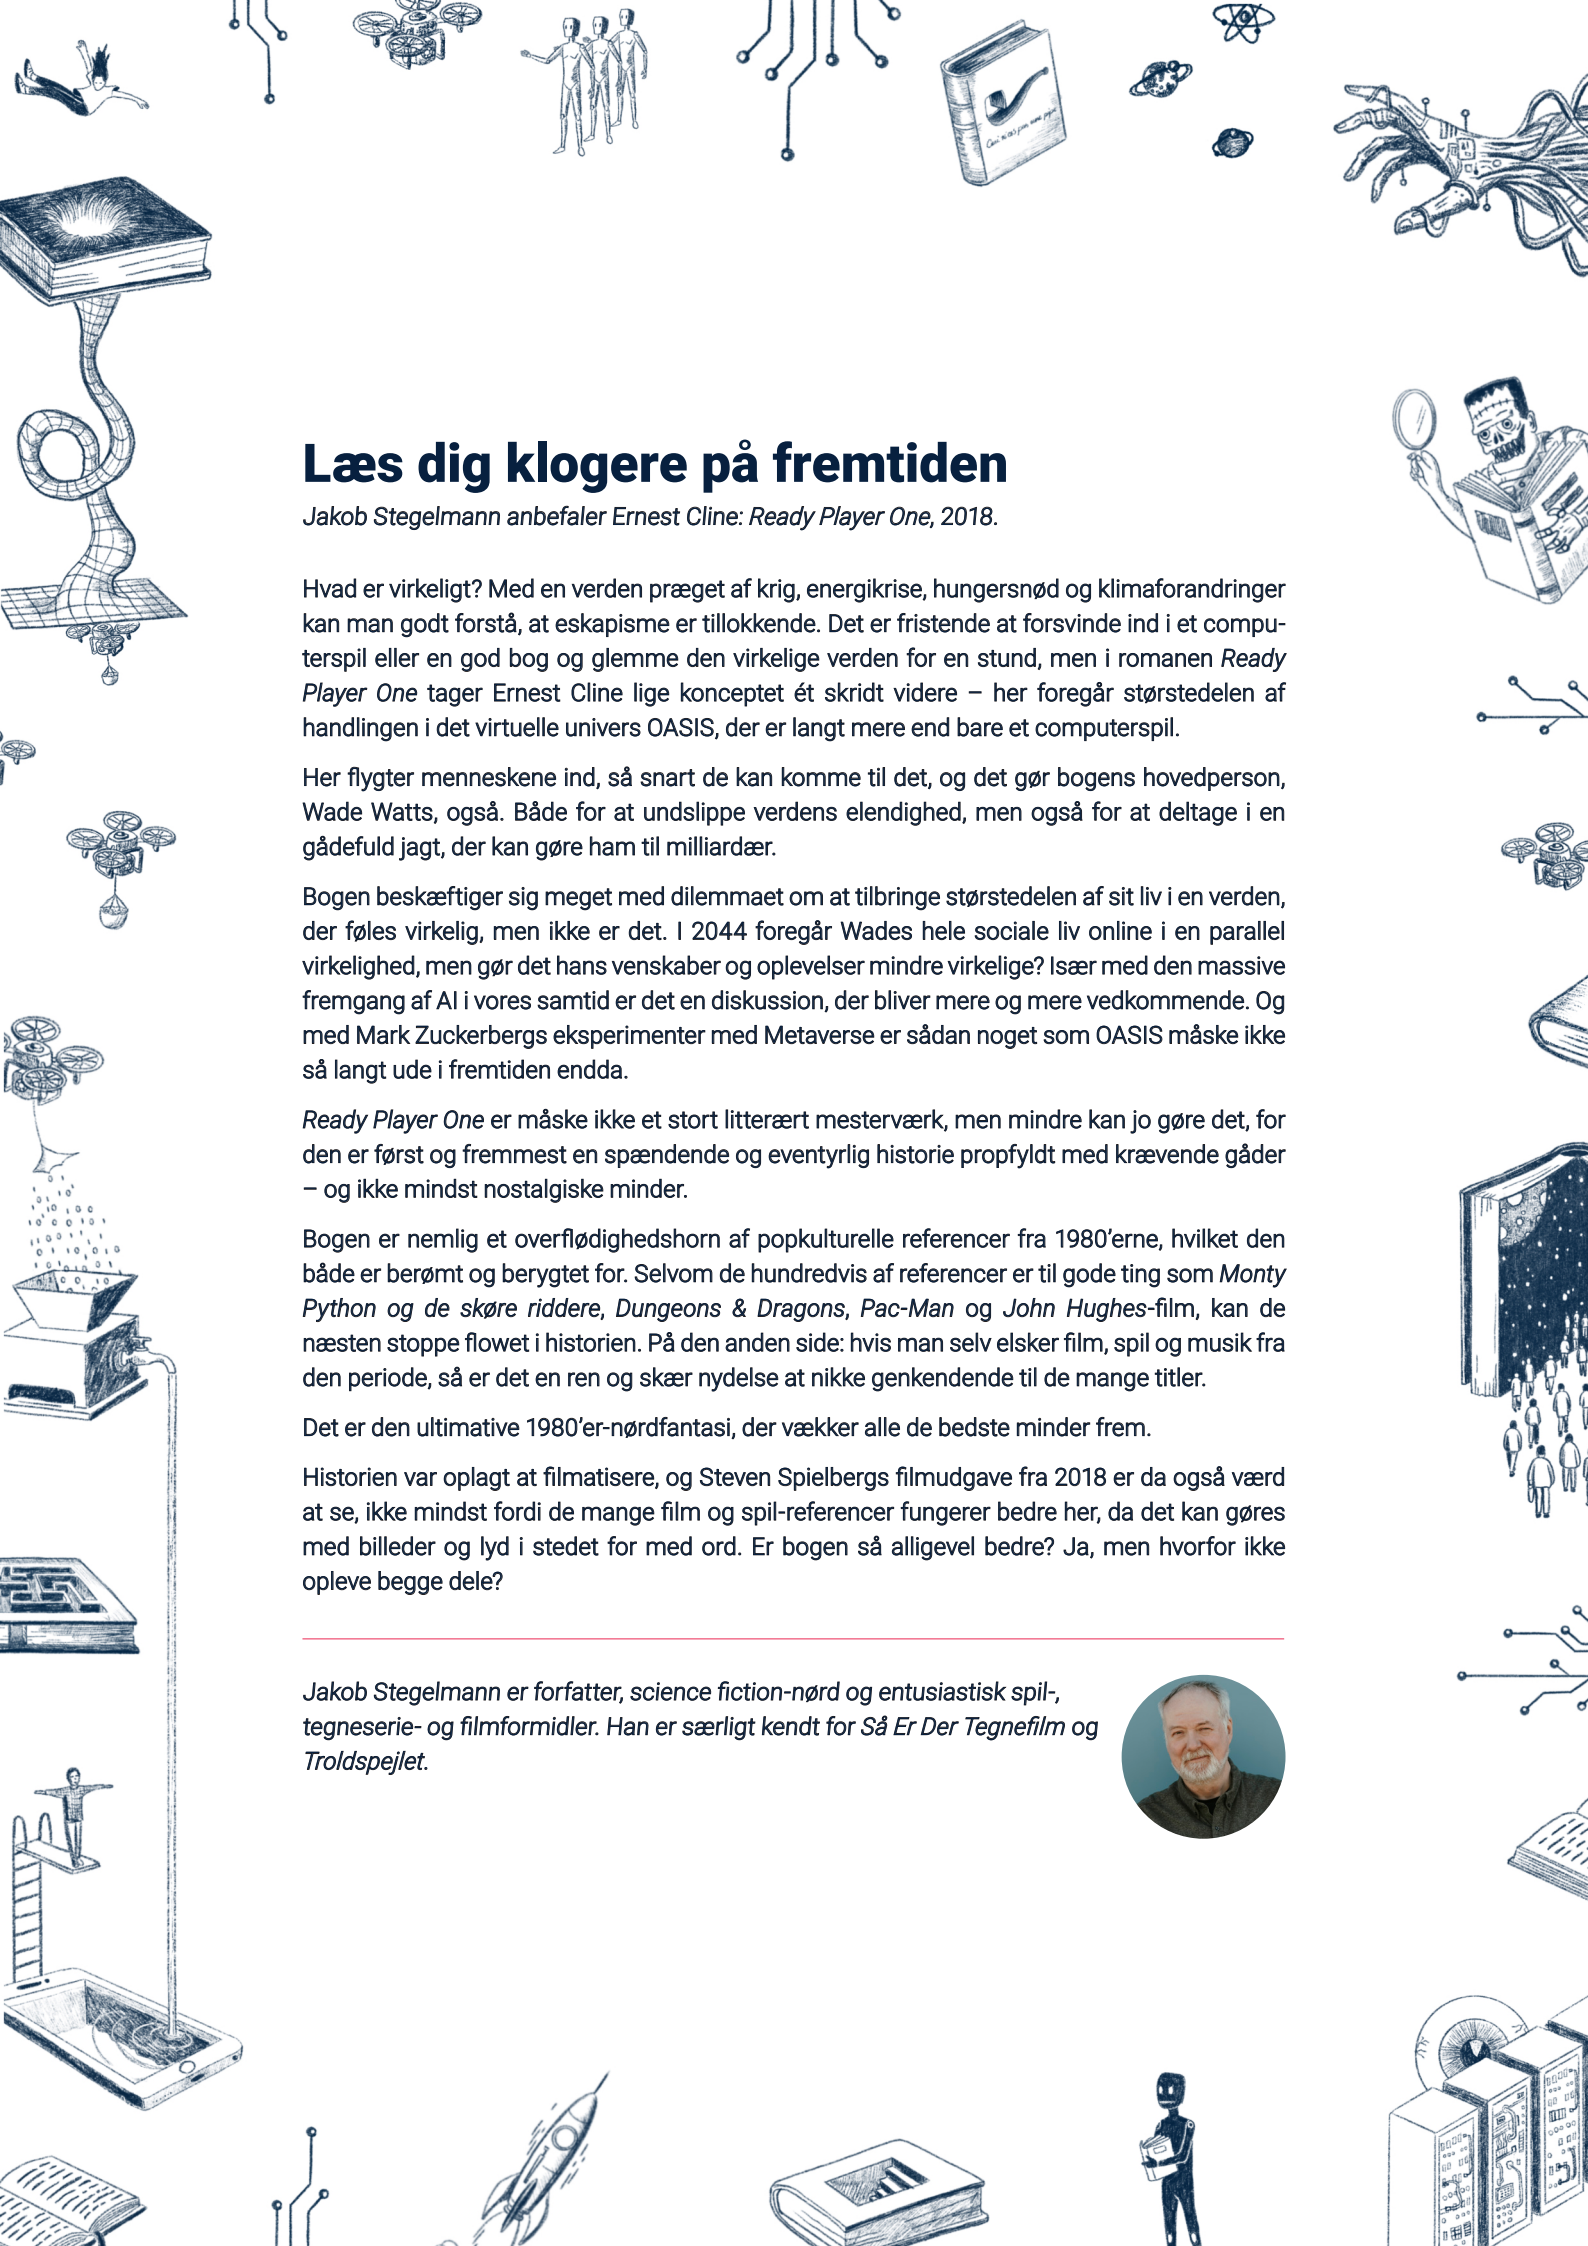 Læs dig klogere på fremtiden
Jakob Stegelmann anbefaler Ernest Cline: Ready Player One, 2018.
Hvad er virkeligt? Med en verden præget af krig, energikrise, hungersnød og klimaforandringer
kan man godt forstå, at eskapisme er tillokkende. Det er fristende at forsvinde ind i et compu-
terspil eller en god bog og glemme den virkelige verden for en stund, men i romanen Ready
Player One tager Ernest Cline lige konceptet ét skridt videre – her foregår størstedelen af
handlingen i det virtuelle univers OASIS, der er langt mere end bare et computerspil.
Her flygter menneskene ind, så snart de kan komme til det, og det gør bogens hovedperson,
Wade Watts, også. Både for at undslippe verdens elendighed, men også for at deltage i en
gådefuld jagt, der kan gøre ham til milliardær.
Bogen beskæftiger sig meget med dilemmaet om at tilbringe størstedelen af sit liv i en verden,
der føles virkelig, men ikke er det. I 2044 foregår Wades hele sociale liv online i en parallel
virkelighed, men gør det hans venskaber og oplevelser mindre virkelige? Især med den massive
fremgang af AI i vores samtid er det en diskussion, der bliver mere og mere vedkommende. Og
med Mark Zuckerbergs eksperimenter med Metaverse er sådan noget som OASIS måske ikke
så langt ude i fremtiden endda.
Ready Player One er måske ikke et stort litterært mesterværk, men mindre kan jo gøre det, for
den er først og fremmest en spændende og eventyrlig historie propfyldt med krævende gåder
– og ikke mindst nostalgiske minder.
Bogen er nemlig et overflødighedshorn af popkulturelle referencer fra 1980’erne, hvilket den
både er berømt og berygtet for. Selvom de hundredvis af referencer er til gode ting som Monty
Python og de skøre riddere, Dungeons & Dragons, Pac-Man og John Hughes-film, kan de
næsten stoppe flowet i historien. På den anden side: hvis man selv elsker film, spil og musik fra
den periode, så er det en ren og skær nydelse at nikke genkendende til de mange titler.
Det er den ultimative 1980’er-nørdfantasi, der vækker alle de bedste minder frem.
Historien var oplagt at filmatisere, og Steven Spielbergs filmudgave fra 2018 er da også værd
at se, ikke mindst fordi de mange film og spil-referencer fungerer bedre her, da det kan gøres
med billeder og lyd i stedet for med ord. Er bogen så alligevel bedre? Ja, men hvorfor ikke
opleve begge dele?
Jakob Stegelmann er forfatter, science fiction-nørd og entusiastisk spil-,
tegneserie- og filmformidler. Han er særligt kendt for Så Er Der Tegnefilm og
Troldspejlet.